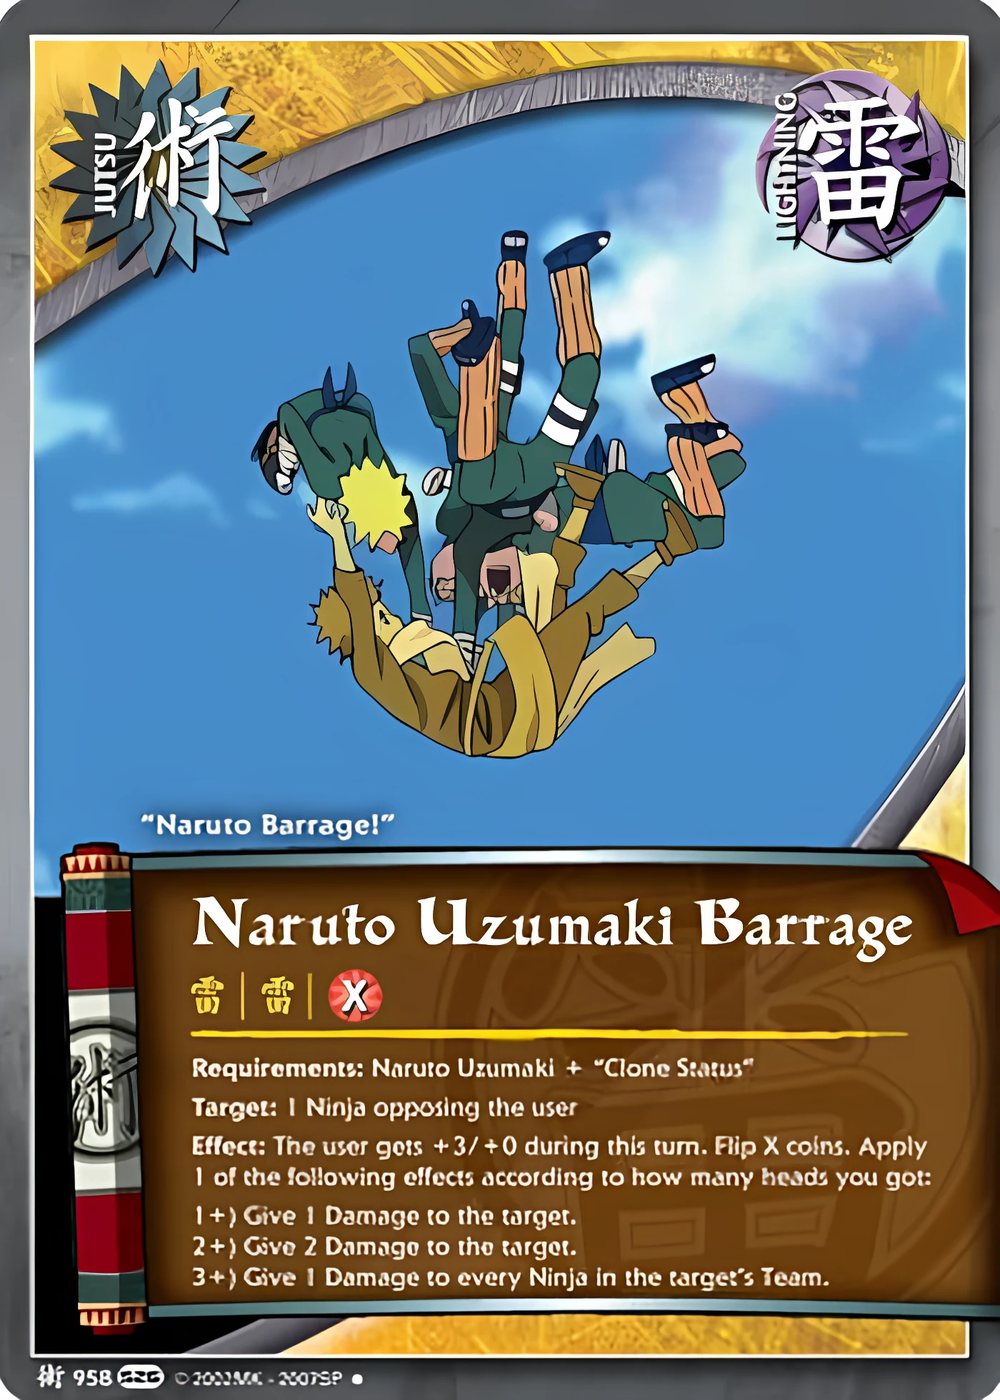 JUTSU
術
LIGHTNING
雷
"Naruto Barrage!"
Naruto Uzumaki Barrage
雷 | 雷 | X
Requirements: Naruto Uzumaki + "Clone Status"
Target: 1 Ninja opposing the user
Effect: The user gets +3/+0 during this turn. Flip X coins. Apply
1 of the following effects according to how many heads you got:
1+) Give 1 Damage to the target.
2+) Give 2 Damage to the target.
3+) Give 1 Damage to every Ninja in the target's Team.
術
術 958